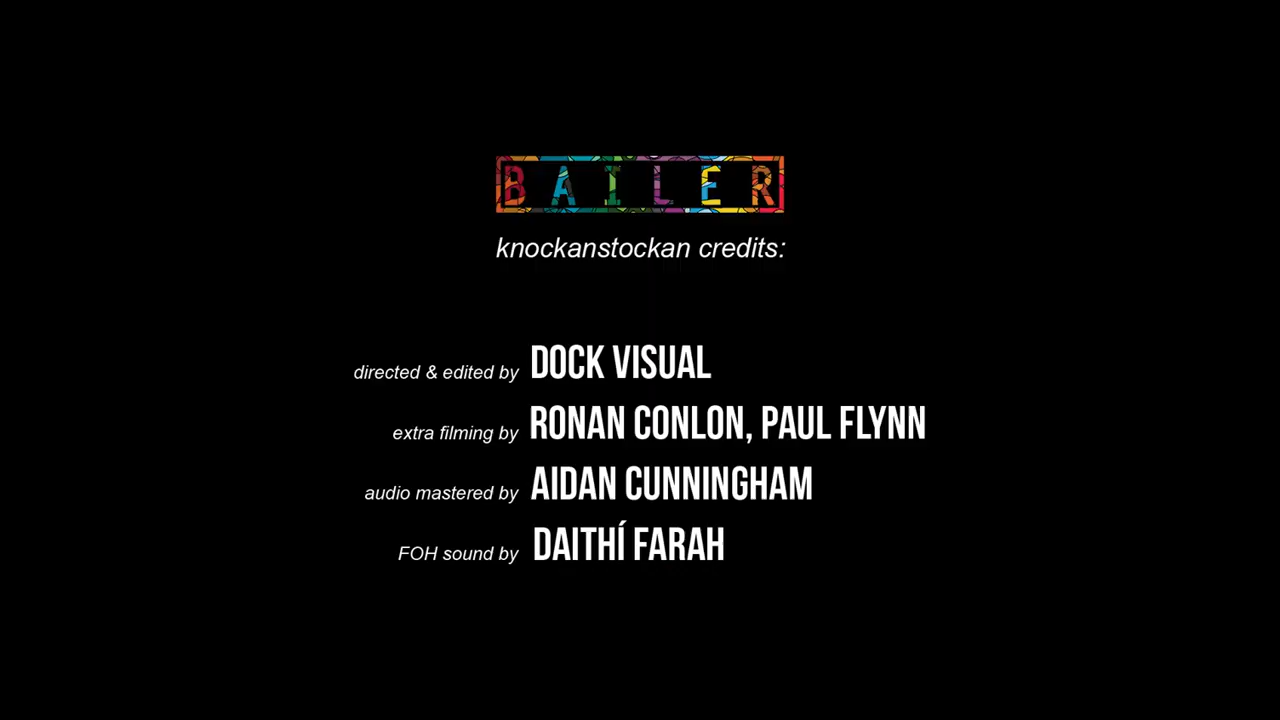 BAILER
knockanstockan credits:
directed & edited by DOCK VISUAL
extra filming by RONAN CONLON, PAUL FLYNN
audio mastered by AIDAN CUNNINGHAM
FOH sound by DAITHÍ FARAH